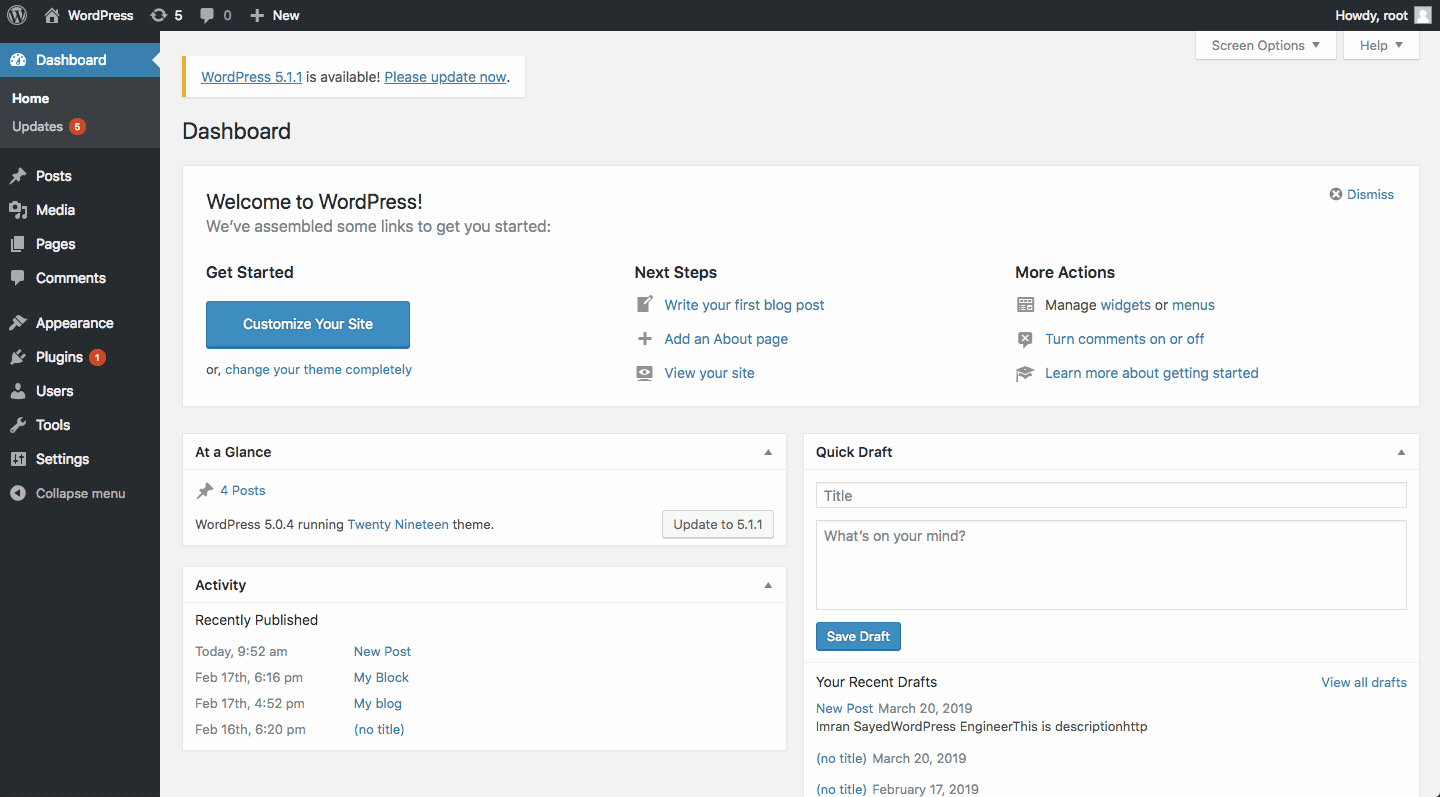 WordPress 5 0 New Howdy, root
Dashboard
Home
Updates 5
Posts
Media
Pages
Comments
Appearance
Plugins 1
Users
Tools
Settings
Collapse menu
Screen Options Help
WordPress 5.1.1 is available! Please update now.
Dashboard
Welcome to WordPress!
Dismiss
We’ve assembled some links to get you started:
Get Started
Customize Your Site
or, change your theme completely
Next Steps
Write your first blog post
Add an About page
View your site
More Actions
Manage widgets or menus
Turn comments on or off
Learn more about getting started
At a Glance
4 Posts
WordPress 5.0.4 running Twenty Nineteen theme.
Update to 5.1.1
Activity
Recently Published
Today, 9:52 am New Post
Feb 17th, 6:16 pm My Block
Feb 17th, 4:52 pm My blog
Feb 16th, 6:20 pm (no title)
Quick Draft
Title
What’s on your mind?
Save Draft
Your Recent Drafts View all drafts
New Post March 20, 2019
Imran SayedWordPress EngineerThis is descriptionhttp
(no title) March 20, 2019
(no title) February 17, 2019